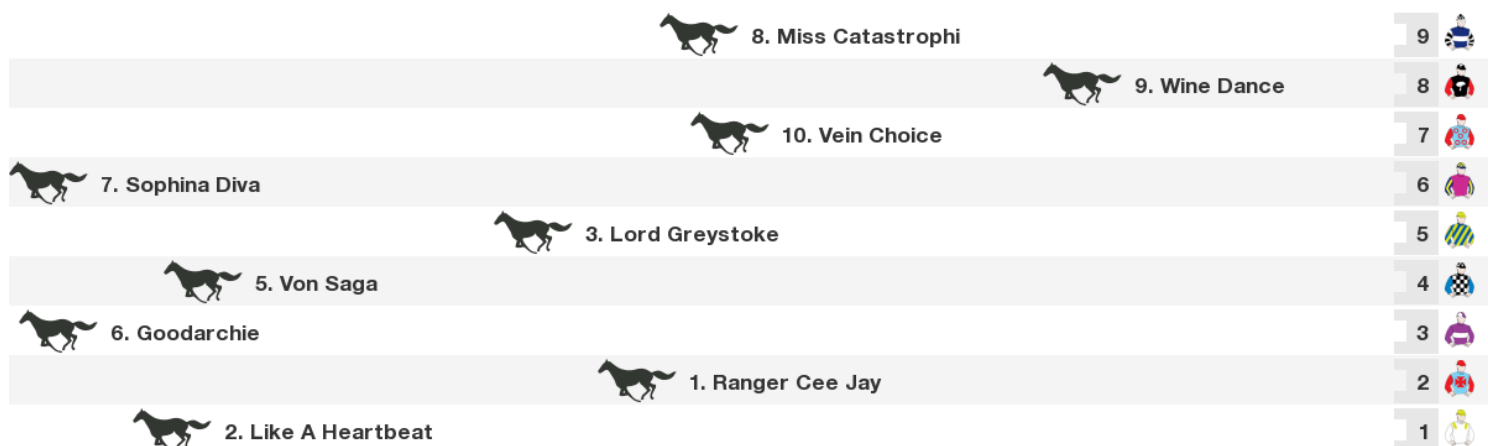 8. Miss Catastrophi 9
9. Wine Dance 8
10. Vein Choice 7
7. Sophina Diva 6
3. Lord Greystoke 5
5. Von Saga 4
6. Goodarchie 3
1. Ranger Cee Jay 2
2. Like A Heartbeat 1